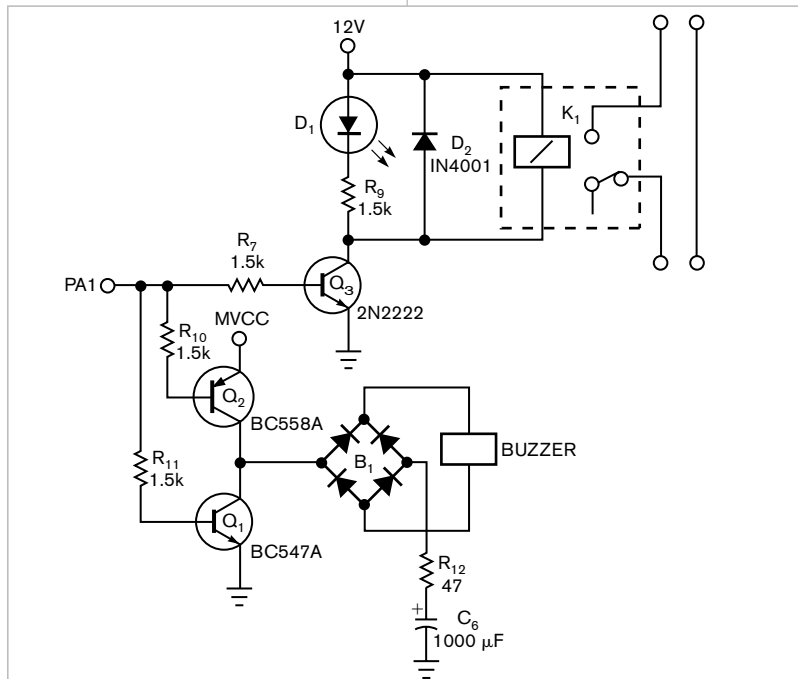 12V
D₁
D₂
IN4001
K₁
R₉
1.5k
R₇
1.5k
PA1
Q₃
2N2222
MVCC
R₁₀
1.5k
Q₂
BC558A
R₁₁
1.5k
B₁
BUZZER
Q₁
BC547A
R₁₂
47
+
C₆
1000 μF